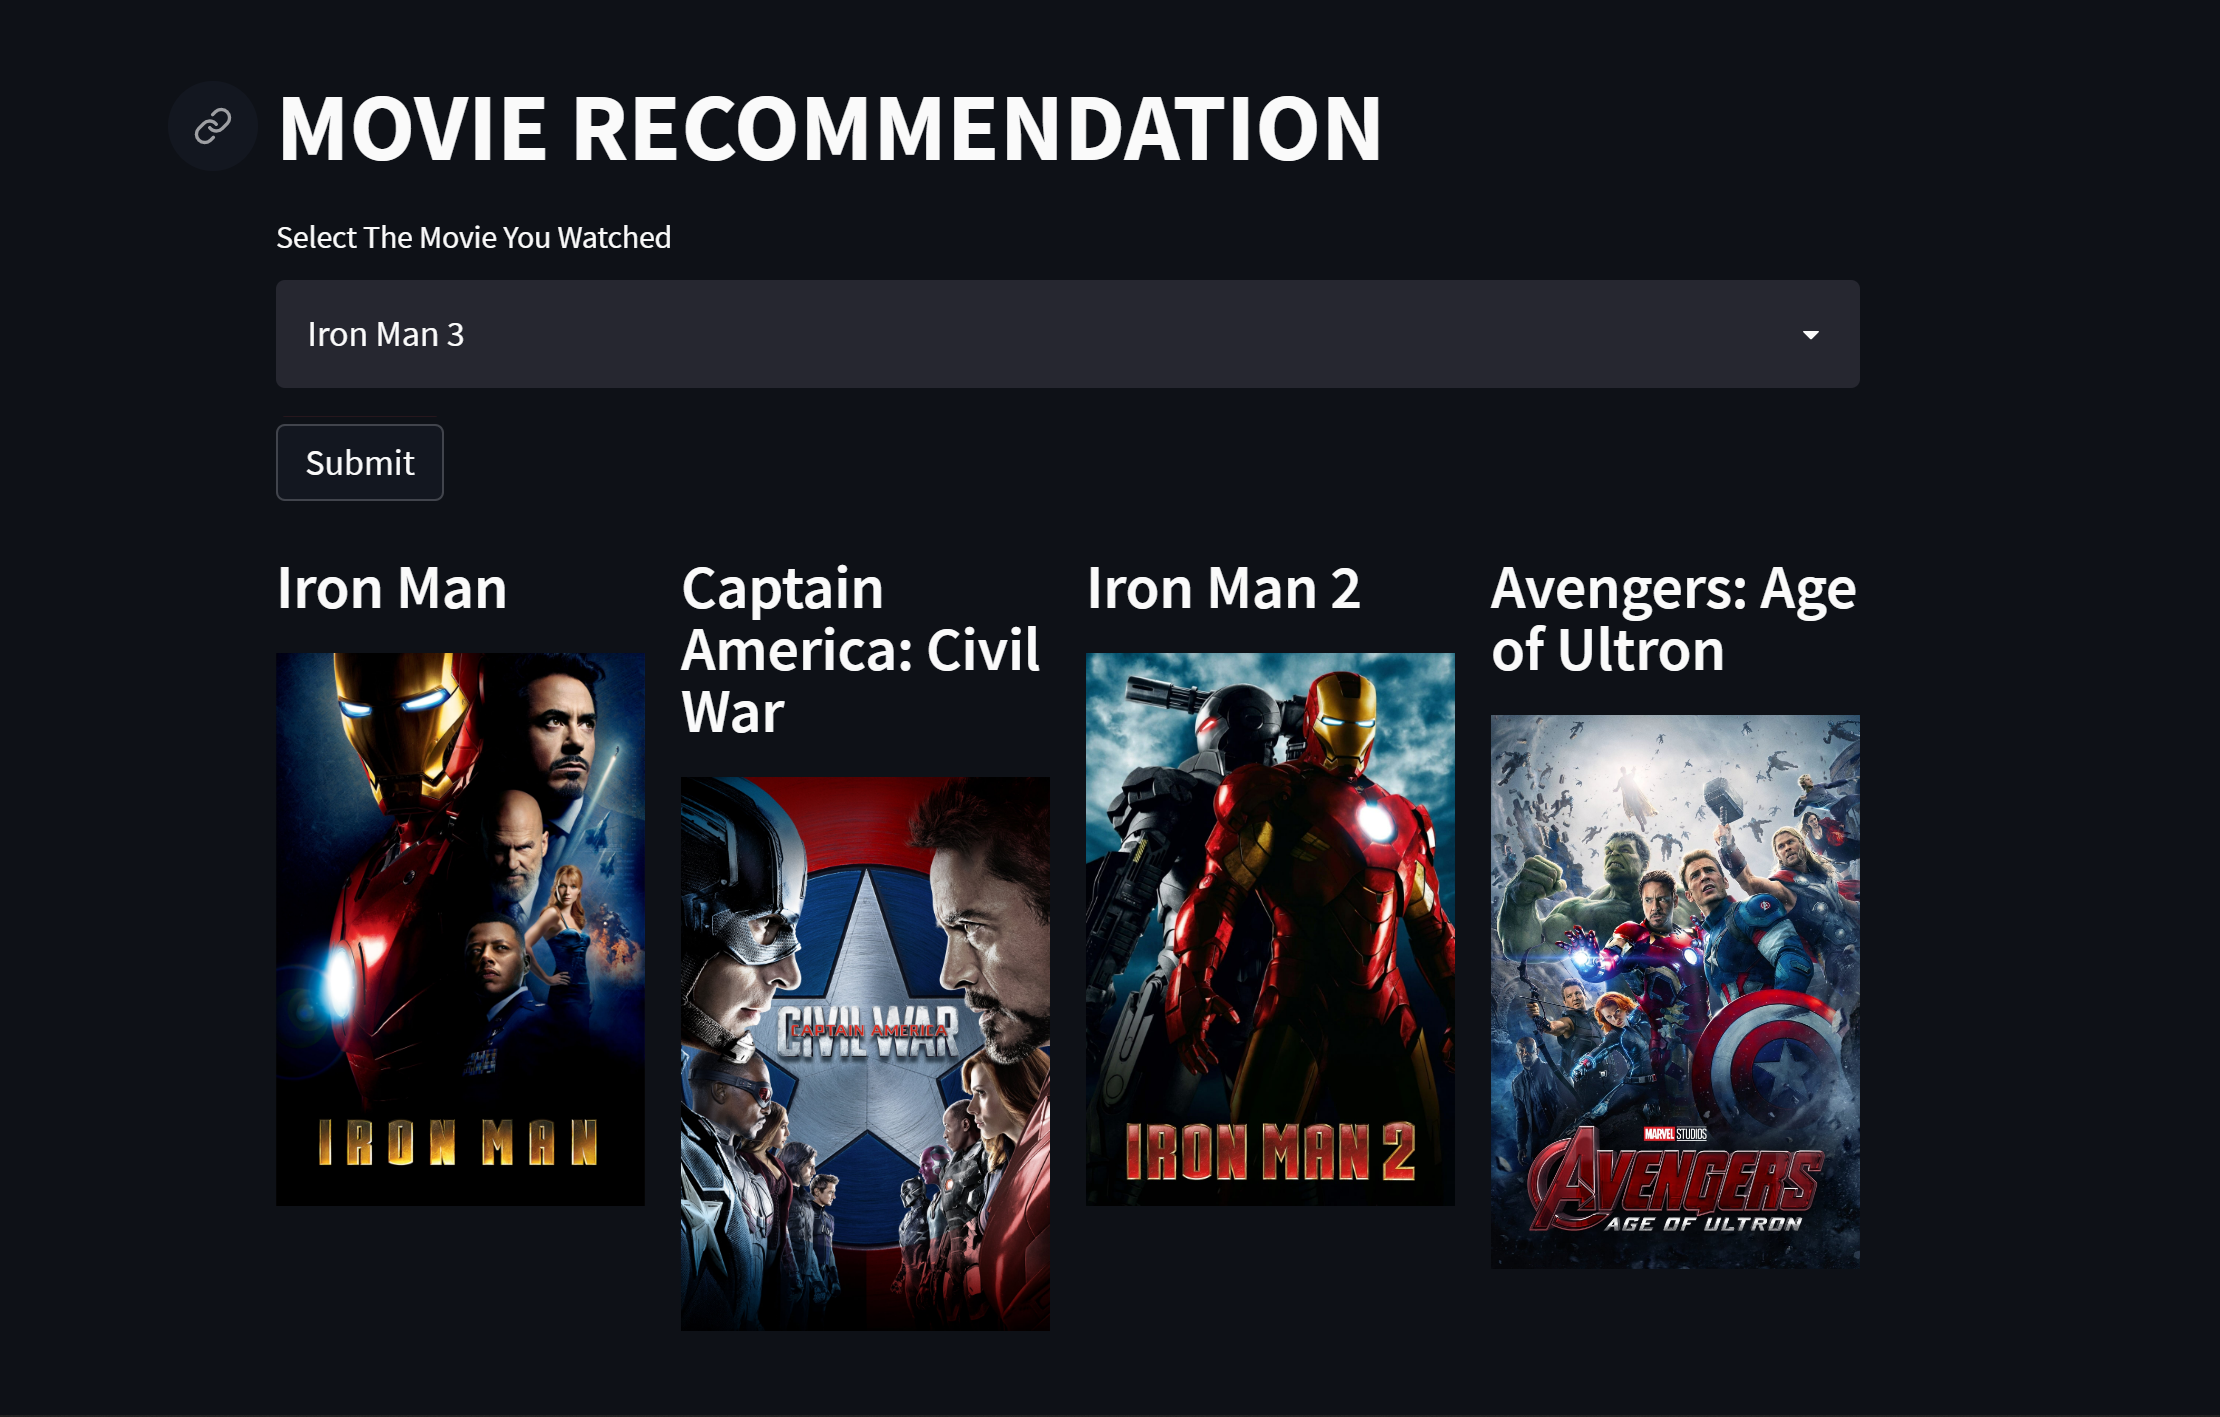 MOVIE RECOMMENDATION
Select The Movie You Watched
Iron Man 3
Submit
Iron Man
IRON MAN
Captain
America: Civil
War
CIVIL WAR
CAPTAIN AMERICA
Iron Man 2
IRON MAN 2
Avengers: Age
of Ultron
MARVEL STUDIOS
AVENGERS
AGE OF ULTRON